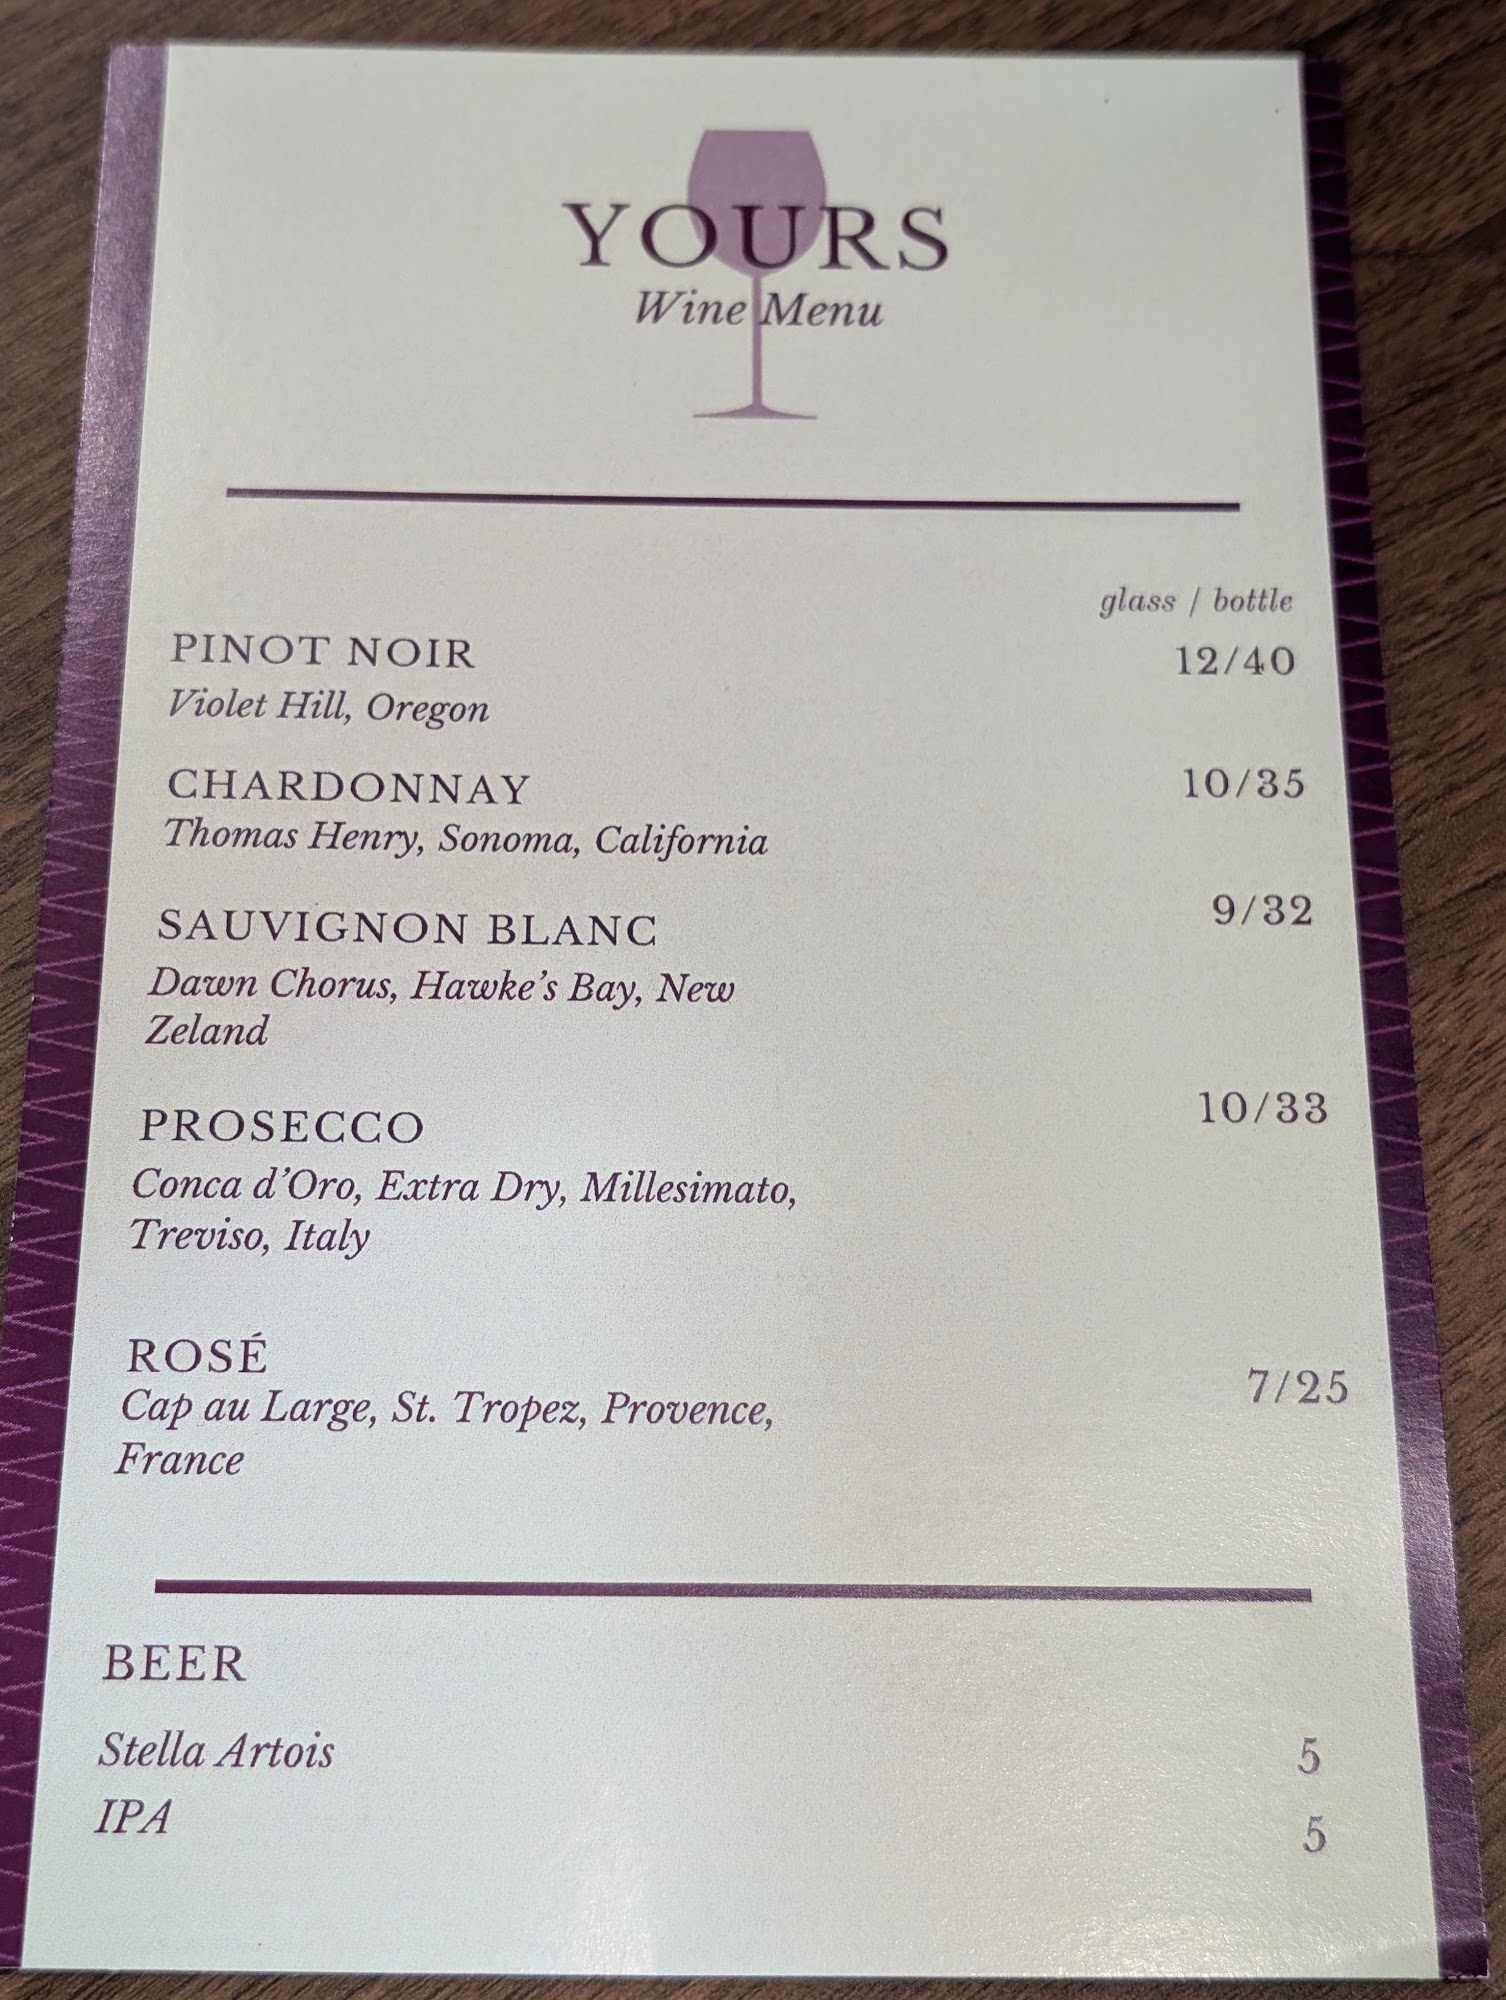 YOURS
Wine Menu
glass / bottle
PINOT NOIR 12/40
Violet Hill, Oregon
CHARDONNAY 10/35
Thomas Henry, Sonoma, California
SAUVIGNON BLANC 9/32
Dawn Chorus, Hawke's Bay, New
Zeland
PROSECCO 10/33
Conca d'Oro, Extra Dry, Millesimato,
Treviso, Italy
ROSÉ 7/25
Cap au Large, St. Tropez, Provence,
France
BEER
Stella Artois 5
IPA 5